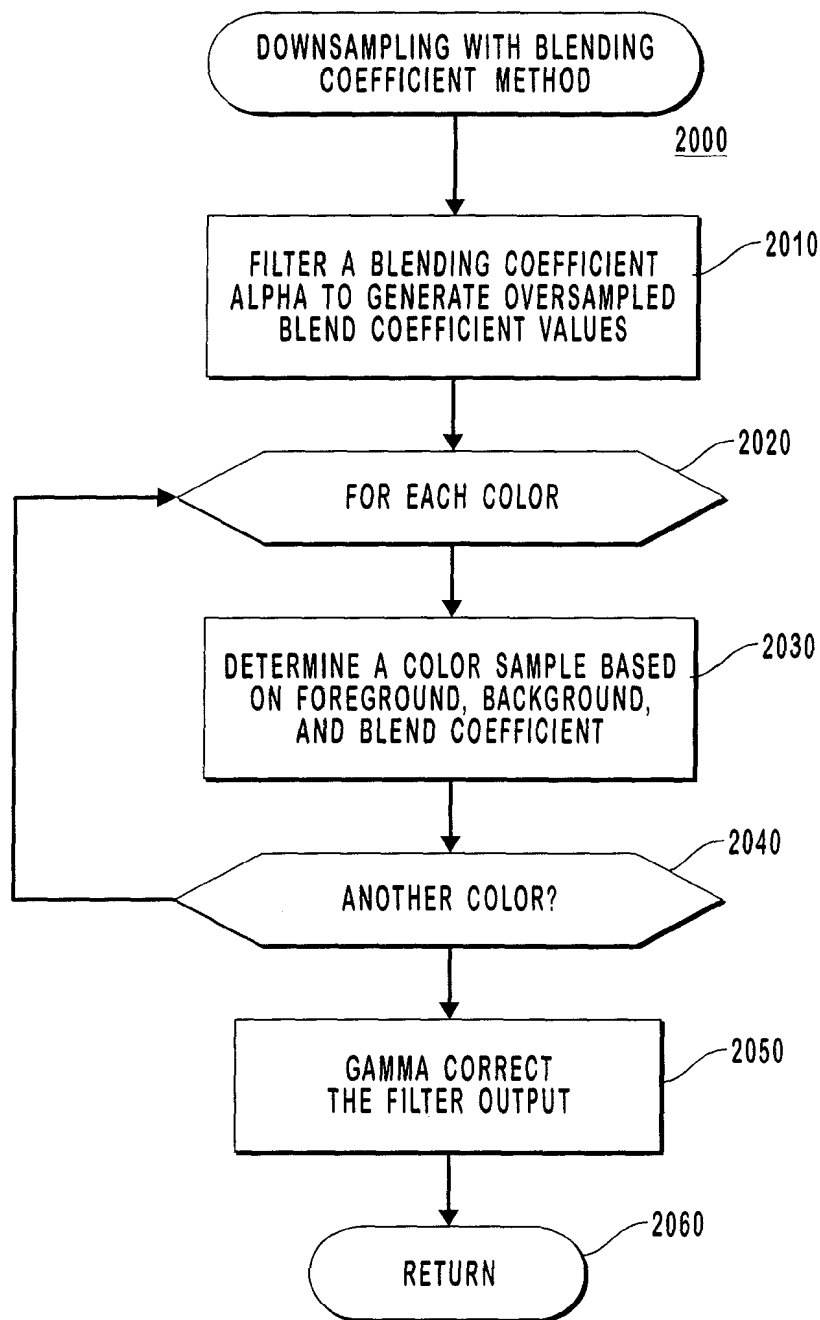 DOWNSAMPLING WITH BLENDING
COEFFICIENT METHOD
2000
2010
FILTER A BLENDING COEFFICIENT
ALPHA TO GENERATE OVERSAMPLED
BLEND COEFFICIENT VALUES
2020
FOR EACH COLOR
2030
DETERMINE A COLOR SAMPLE BASED
ON FOREGROUND, BACKGROUND,
AND BLEND COEFFICIENT
2040
ANOTHER COLOR?
2050
GAMMA CORRECT
THE FILTER OUTPUT
2060
RETURN